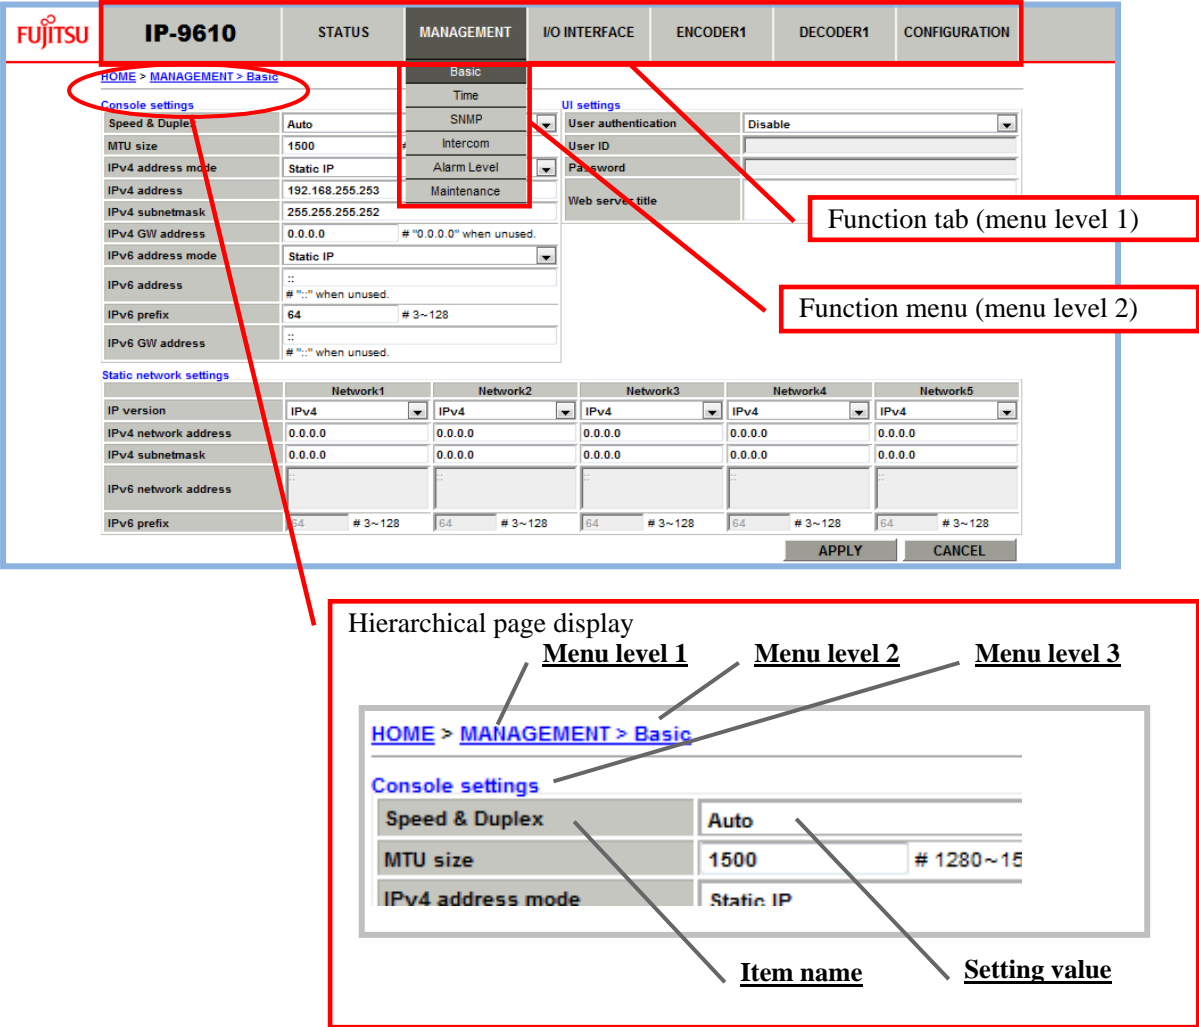 FUJITSU
IP-9610
STATUS
MANAGEMENT
I/O INTERFACE
ENCODER1
DECODER1
CONFIGURATION
HOME > MANAGEMENT > Basic
Basic
Time
SNMP
Intercom
Alarm Level
Maintenance
Console settings
Speed & Duplex Auto
MTU size 1500 #
IPv4 address mode Static IP
IPv4 address 192.168.255.253
IPv4 subnetmask 255.255.255.252
IPv4 GW address 0.0.0.0 # "0.0.0.0" when unused.
IPv6 address mode Static IP
IPv6 address ::
# "::" when unused.
IPv6 prefix 64 # 3~128
IPv6 GW address ::
# "::" when unused.
UI settings
User authentication Disable
User ID
Password
Web server title
Function tab (menu level 1)
Function menu (menu level 2)
Static network settings
Network1 Network2 Network3 Network4 Network5
IP version IPv4 IPv4 IPv4 IPv4 IPv4
IPv4 network address 0.0.0.0 0.0.0.0 0.0.0.0 0.0.0.0 0.0.0.0
IPv4 subnetmask 0.0.0.0 0.0.0.0 0.0.0.0 0.0.0.0 0.0.0.0
IPv6 network address :: :: :: :: ::
IPv6 prefix 64 # 3~128 64 # 3~128 64 # 3~128 64 # 3~128 64 # 3~128
APPLY CANCEL
Hierarchical page display
Menu level 1 Menu level 2 Menu level 3
HOME > MANAGEMENT > Basic
Console settings
Speed & Duplex Auto
MTU size 1500 # 1280~15
IPv4 address mode Static IP
Item name Setting value